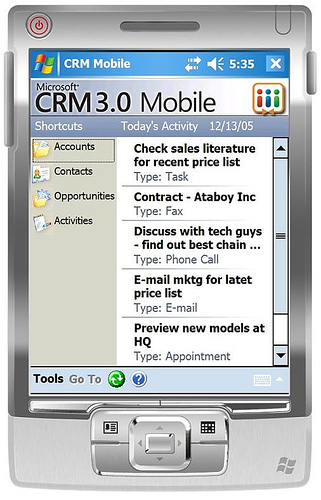 CRM Mobile 5:35
Microsoft®
CRM 3.0 Mobile
Shortcuts Today's Activity 12/13/05
Accounts
Contacts
Opportunities
Activities
Check sales literature
for recent price list
Type: Task
Contract - Ataboy Inc
Type: Fax
Discuss with tech guys
- find out best chain ...
Type: Phone Call
E-mail mktg for latet
price list
Type: E-mail
Preview new models at
HQ
Type: Appointment
Tools Go To